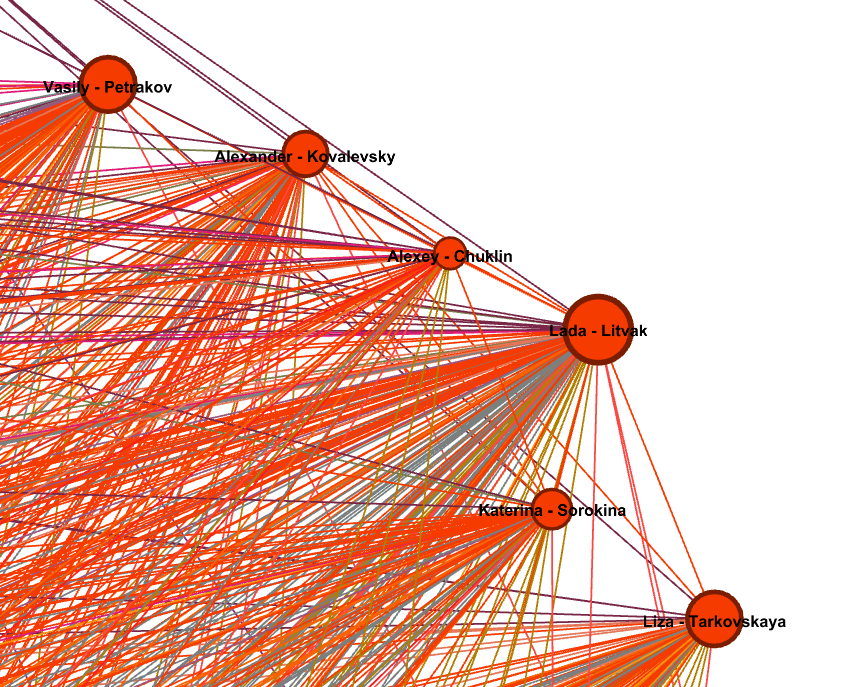 Vasily - Petrakov
Alexander - Kovalevsky
Alexey - Chuklin
Lada - Litvak
Katerina - Sorokina
Liza - Tarkovskaya